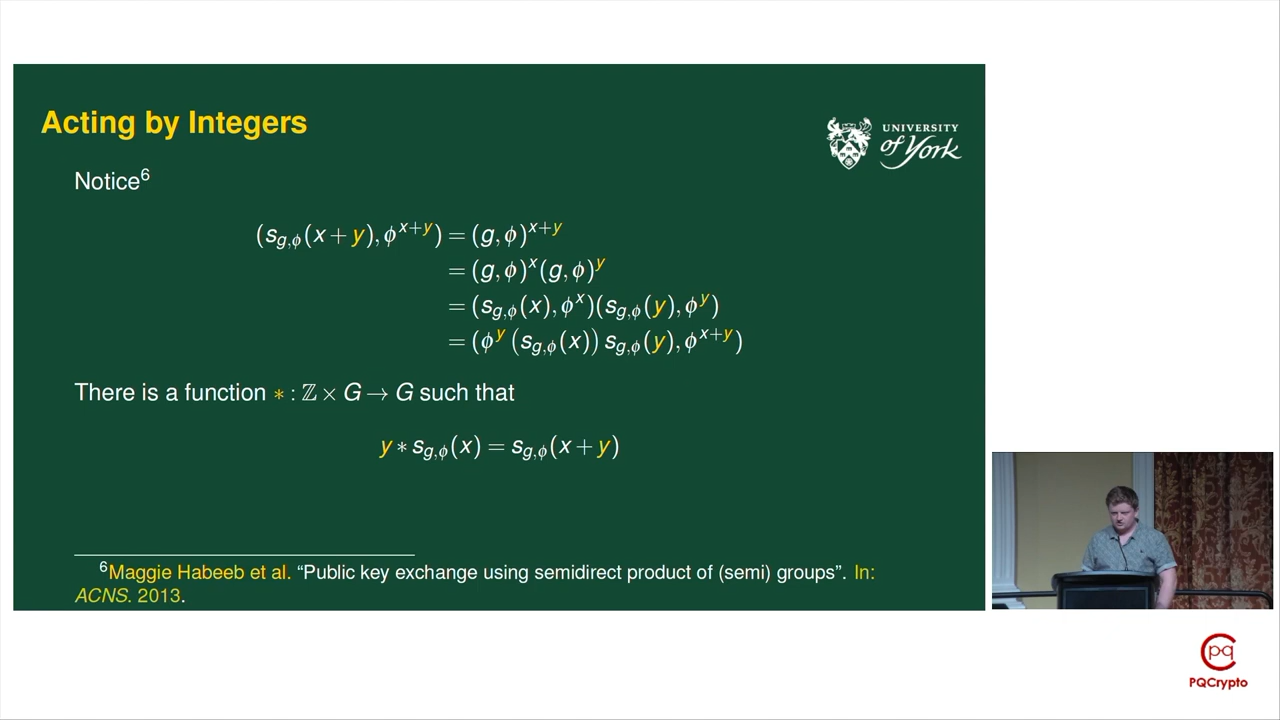 Acting by Integers
UNIVERSITY
of York
Notice⁶
(s_{g,ϕ}(x + y), ϕ^{x+y}) = (g, ϕ)^{x+y}
= (g, ϕ)^x (g, ϕ)^y
= (s_{g,ϕ}(x), ϕ^x)(s_{g,ϕ}(y), ϕ^y)
= (ϕ^y (s_{g,ϕ}(x)) s_{g,ϕ}(y), ϕ^{x+y})
There is a function ∗ : ℤ × G → G such that
y ∗ s_{g,ϕ}(x) = s_{g,ϕ}(x + y)
⁶Maggie Habeeb et al. “Public key exchange using semidirect product of (semi) groups”. In:
ACNS. 2013.
pq
PQCrypto